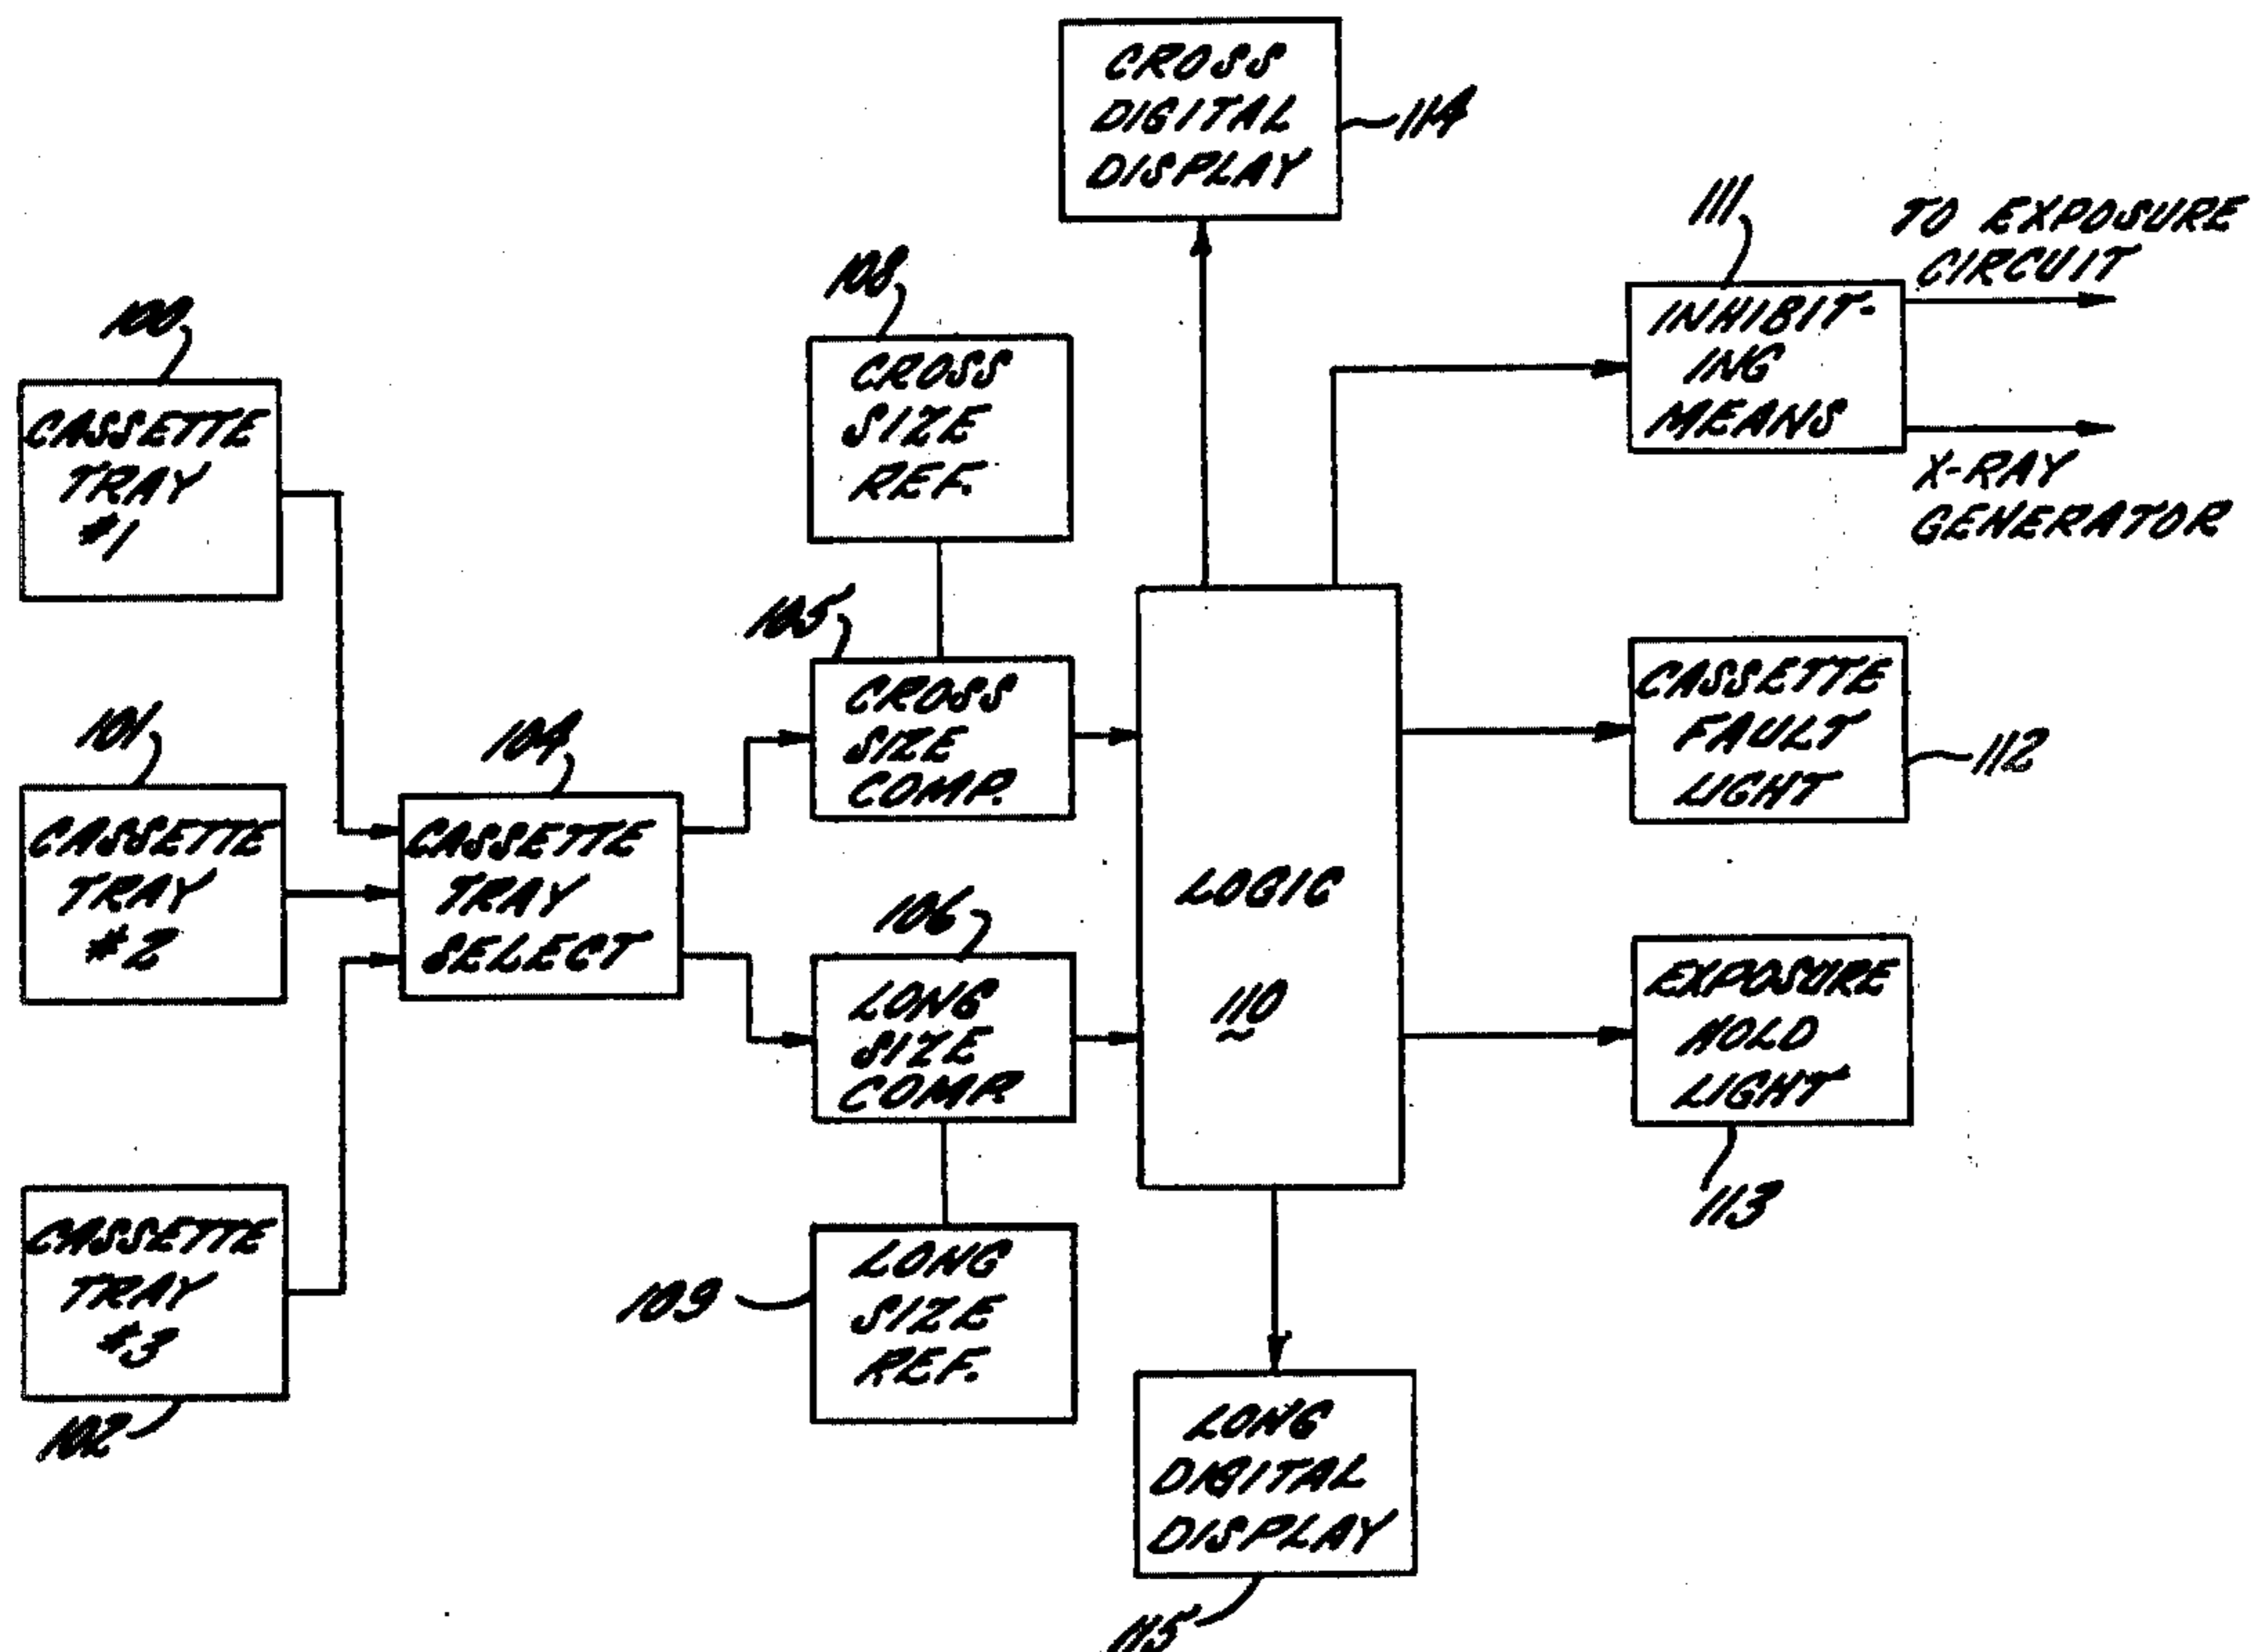 CROSS
DIGITAL
DISPLAY
114
111
TO EXPOSURE
CIRCUIT
INHIBIT-
ING
MEANS
X-RAY
GENERATOR
108
CROSS
SIZE
REF.
100
CASSETTE
TRAY
#1
105
CROSS
SIZE
COMP.
101
CASSETTE
TRAY
#2
104
CASSETTE
TRAY
SELECT
106
LONG
SIZE
COMP.
LOGIC
110
CASSETTE
FAULT
LIGHT
112
EXPOSURE
HOLD
LIGHT
113
CASSETTE
TRAY
#3
102
109
LONG
SIZE
REF.
LONG
DIGITAL
DISPLAY
115